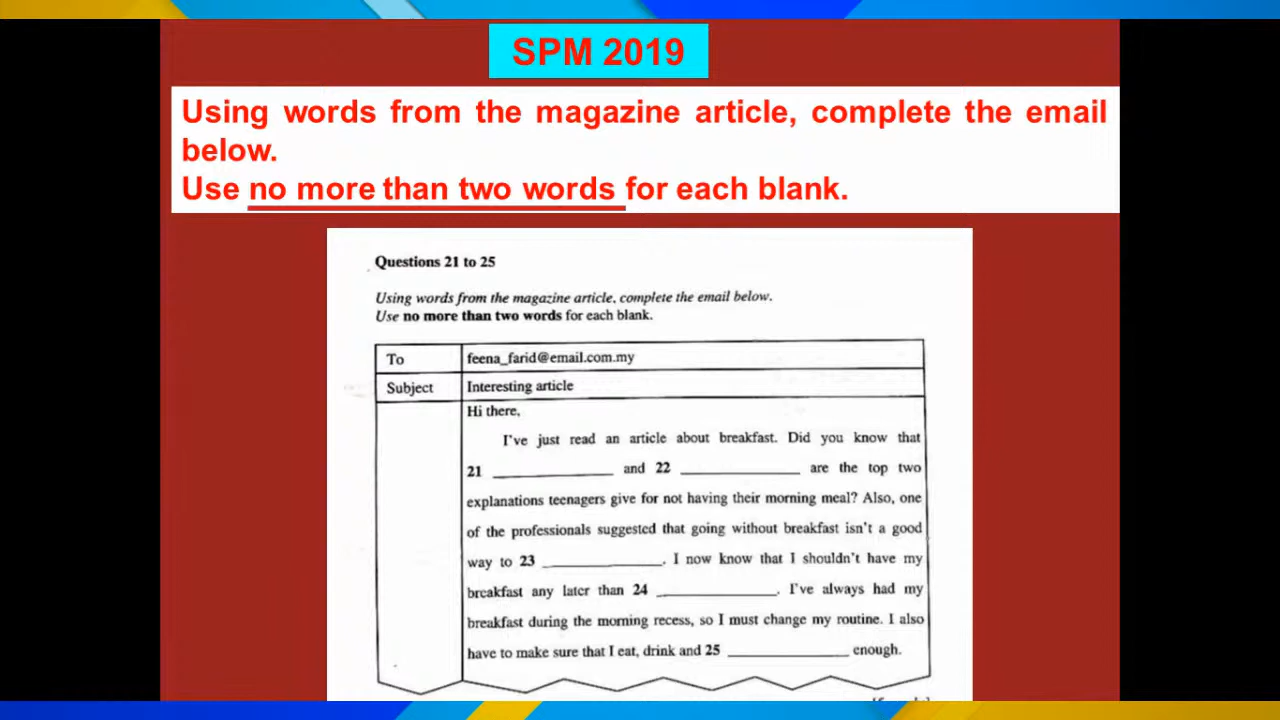 SPM 2019
Using words from the magazine article, complete the email
below.
Use no more than two words for each blank.
Questions 21 to 25
Using words from the magazine article, complete the email below.
Use no more than two words for each blank.
To
feena_farid@email.com.my
Subject
Interesting article
Hi there,
I've just read an article about breakfast. Did you know that
21 ____________ and 22 ____________ are the top two
explanations teenagers give for not having their morning meal? Also, one
of the professionals suggested that going without breakfast isn't a good
way to 23 ____________. I now know that I shouldn't have my
breakfast any later than 24 ____________. I've always had my
breakfast during the morning recess, so I must change my routine. I also
have to make sure that I eat, drink and 25 ____________ enough.